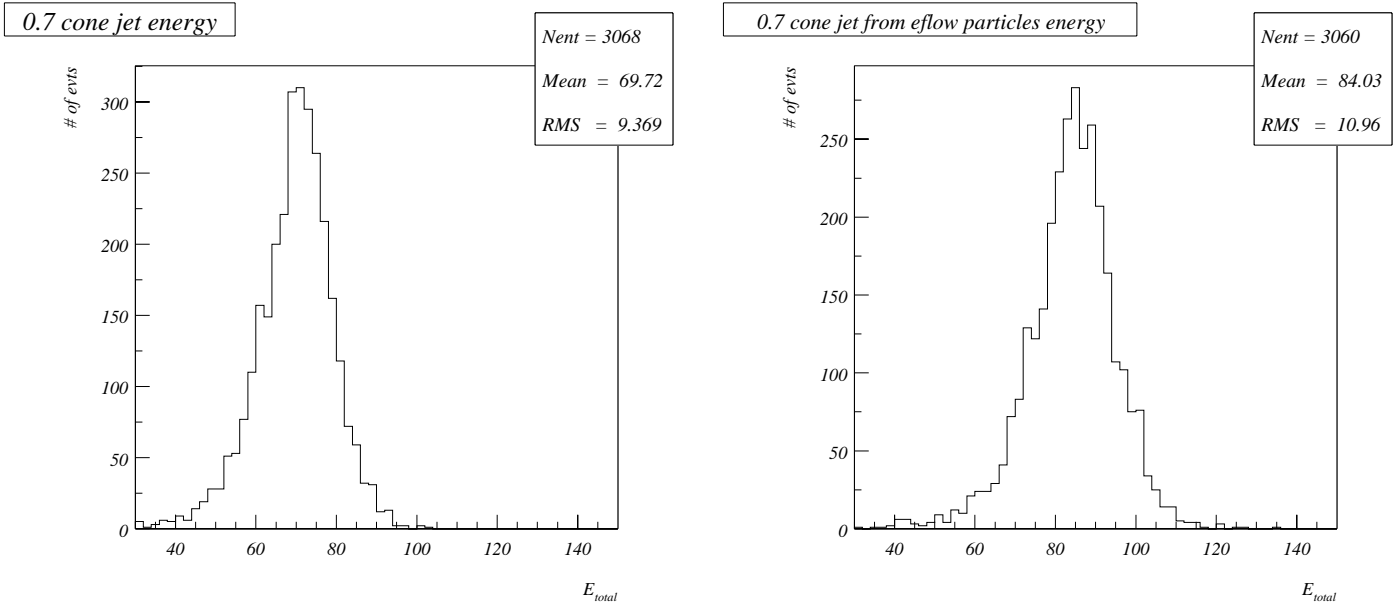 0.7 cone jet energy
Nent = 3068
Mean = 69.72
RMS = 9.369
# of evts
300
250
200
150
100
50
0
40 60 80 100 120 140
E_total
0.7 cone jet from eflow particles energy
Nent = 3060
Mean = 84.03
RMS = 10.96
# of evts
250
200
150
100
50
0
40 60 80 100 120 140
E_total